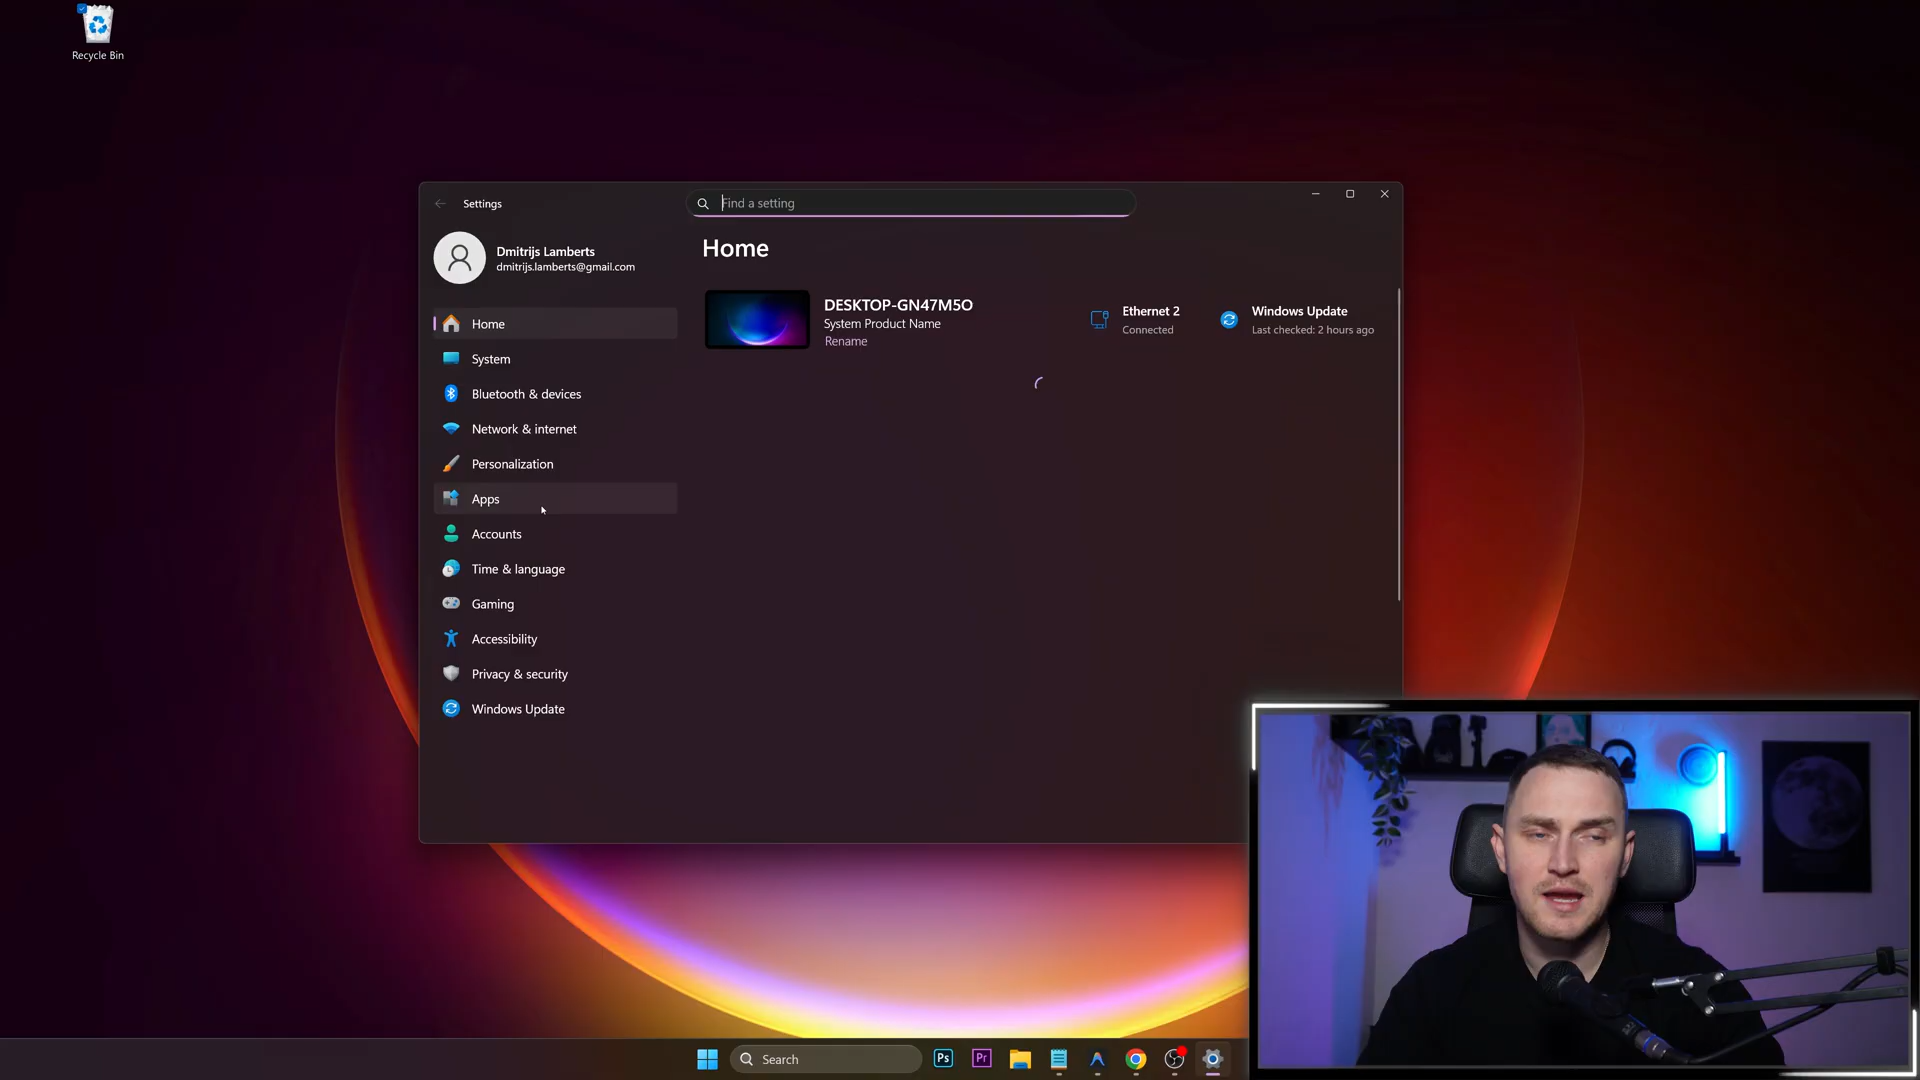 Recycle Bin
Settings
Find a setting
Dmitrijs Lamberts
dmitrijs.lamberts@gmail.com
Home
System
Bluetooth & devices
Network & internet
Personalization
Apps
Accounts
Time & language
Gaming
Accessibility
Privacy & security
Windows Update
Home
DESKTOP-GN47M5O
System Product Name
Rename
Ethernet 2
Connected
Windows Update
Last checked: 2 hours ago
Search
Ps
Pr